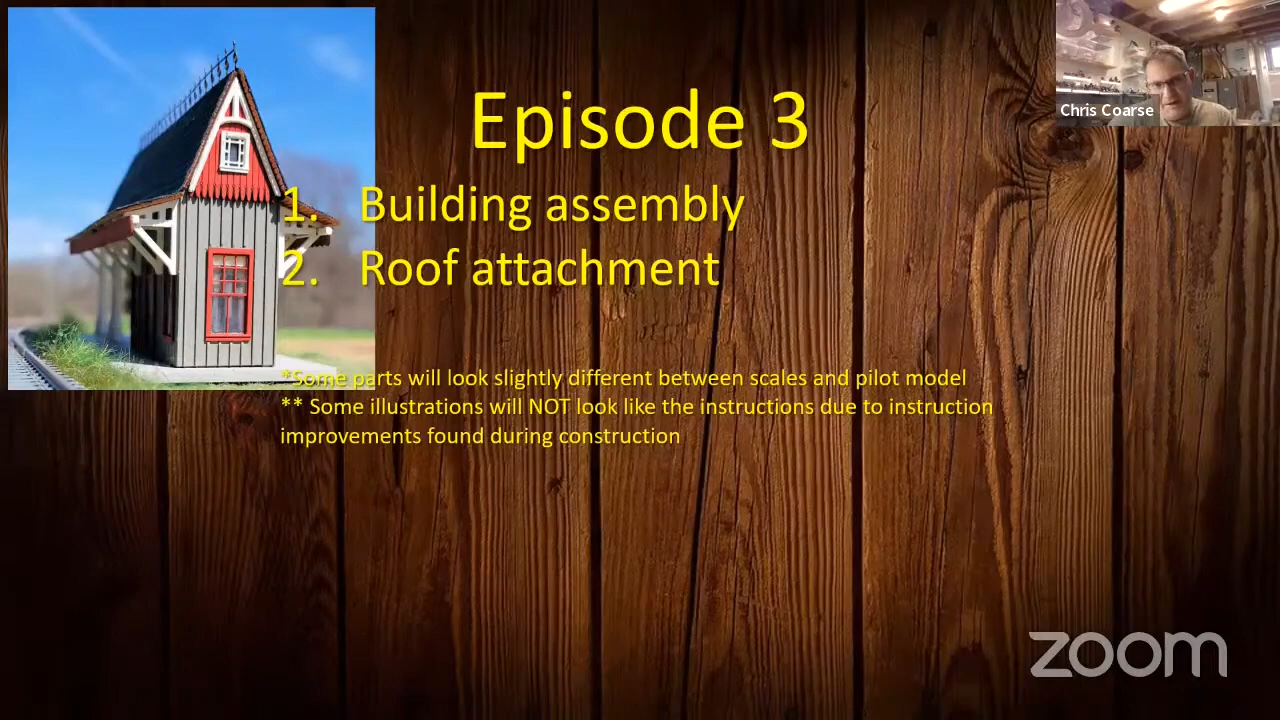 Episode 3
1. Building assembly
2. Roof attachment
*Some parts will look slightly different between scales and pilot model
** Some illustrations will NOT look like the instructions due to instruction
improvements found during construction
Chris Coarse
zoom